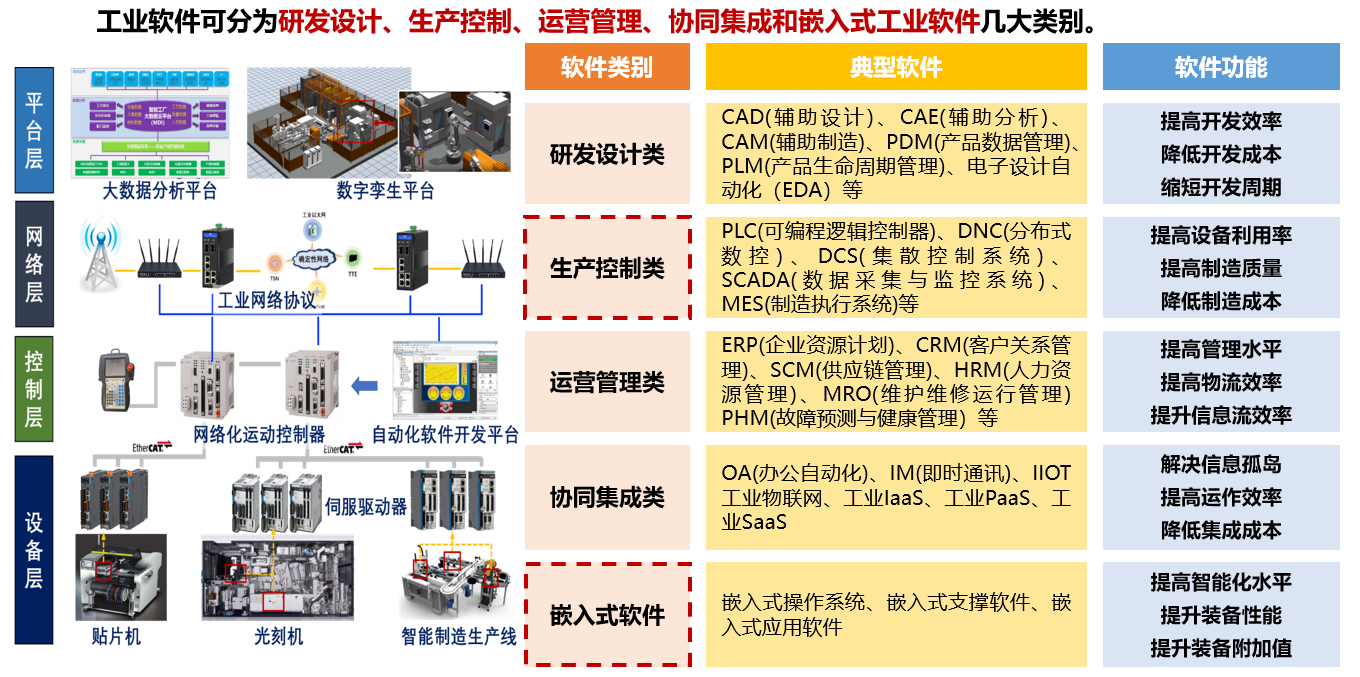 工业软件可分为研发设计、生产控制、运营管理、协同集成和嵌入式工业软件几大类别。
平台层
智能工厂
大数据云平台
(MDI)
大数据分析平台
数字孪生平台
网络层
工业以太网
确定性网络
TSN
TTE
工业网络协议
控制层
网络化运动控制器
自动化软件开发平台
EtherCAT
EtherCAT
设备层
伺服驱动器
贴片机
光刻机
智能制造生产线
软件类别
典型软件
软件功能
研发设计类
CAD(辅助设计)、CAE(辅助分析)、
CAM(辅助制造)、PDM(产品数据管理)、
PLM(产品生命周期管理)、电子设计自
动化（EDA）等
提高开发效率
降低开发成本
缩短开发周期
生产控制类
PLC(可编程逻辑控制器)、DNC(分布式
数控)、DCS(集散控制系统)、
SCADA(数据采集与监控系统)、
MES(制造执行系统)等
提高设备利用率
提高制造质量
降低制造成本
运营管理类
ERP(企业资源计划)、CRM(客户关系管
理)、SCM(供应链管理)、HRM(人力资
源管理)、MRO(维护维修运行管理)
PHM(故障预测与健康管理）等
提高管理水平
提高物流效率
提升信息流效率
协同集成类
OA(办公自动化)、IM(即时通讯)、IIOT
工业物联网、工业IaaS、工业PaaS、工
业SaaS
解决信息孤岛
提高运作效率
降低集成成本
嵌入式软件
嵌入式操作系统、嵌入式支撑软件、嵌
入式应用软件
提高智能化水平
提升装备性能
提升装备附加值